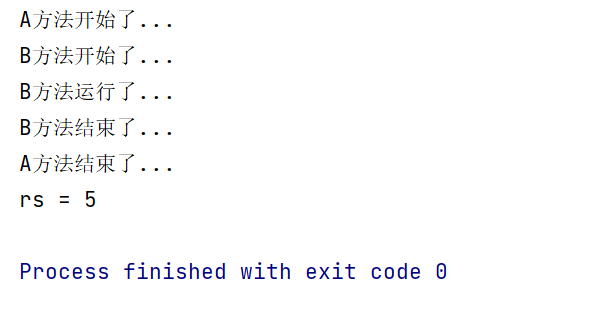 A方法开始了...
B方法开始了...
B方法运行了...
B方法结束了...
A方法结束了...
rs = 5
Process finished with exit code 0